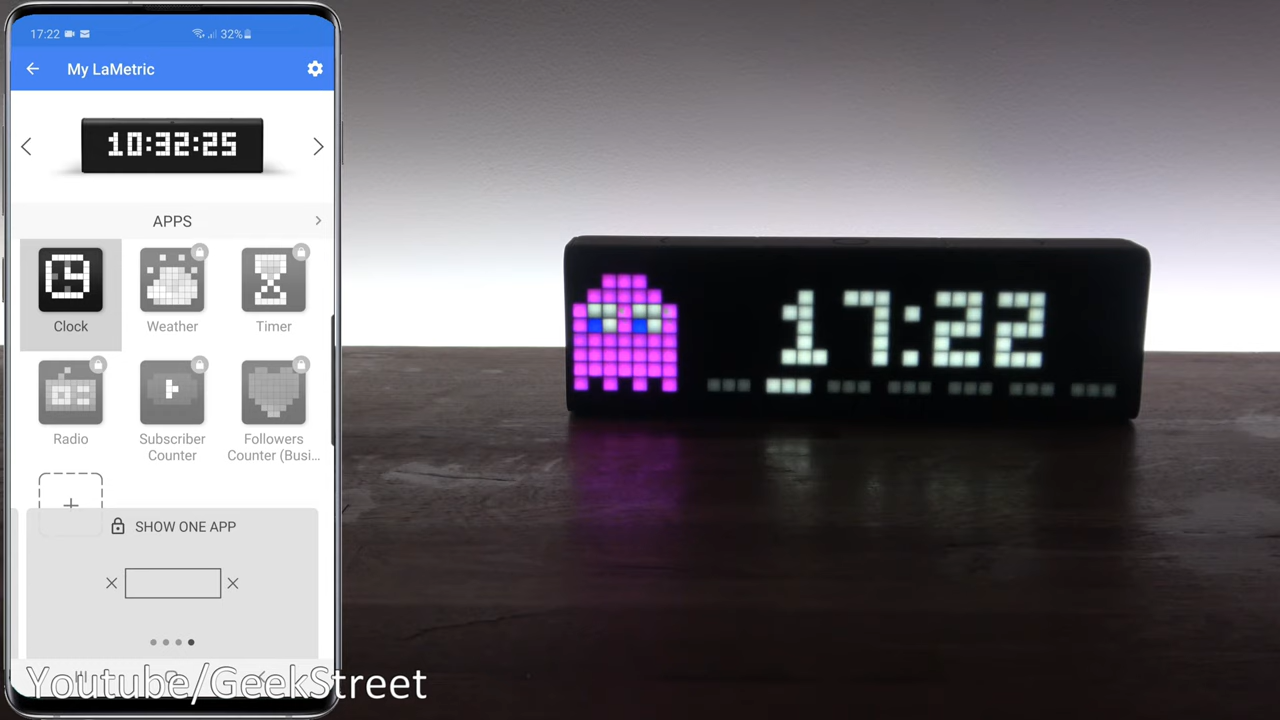 17:22
32%
My LaMetric
10:32:25
APPS
Clock
Weather
Timer
Radio
Subscriber
Counter
Followers
Counter (Busi...
SHOW ONE APP
17:22
Youtube/GeekStreet